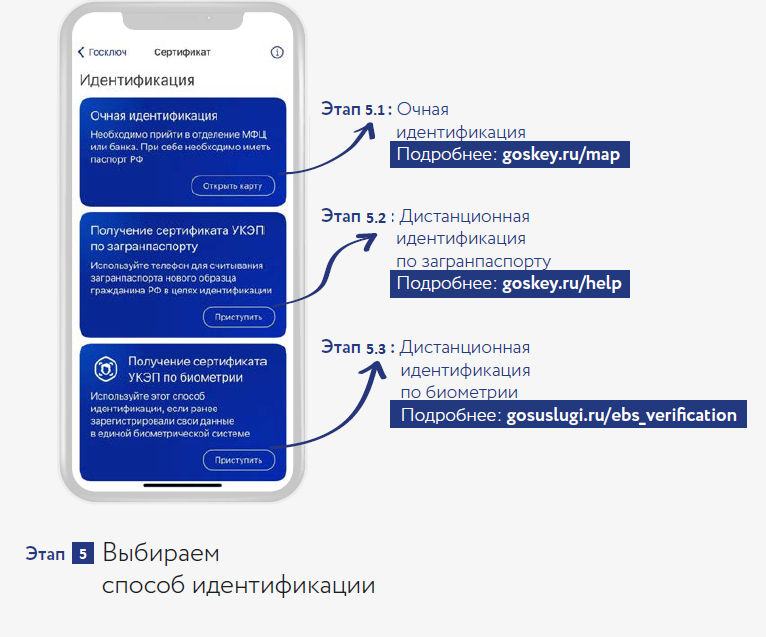 Госключ
Сертификат
Идентификация
Очная идентификация
Необходимо прийти в отделение МФЦ
или банка. При себе необходимо иметь
паспорт РФ
Открыть карту
Получение сертификата УКЭП
по загранпаспорту
Используйте телефон для считывания
загранпаспорта нового образца
гражданина РФ в целях идентификации
Приступить
Получение сертификата
УКЭП по биометрии
Используйте этот способ
идентификации, если ранее
зарегистрировали свои данные
в единой биометрической системе
Приступить
Этап 5.1 : Очная
идентификация
Подробнее: goskey.ru/map
Этап 5.2 : Дистанционная
идентификация
по загранпаспорту
Подробнее: goskey.ru/help
Этап 5.3 : Дистанционная
идентификация
по биометрии
Подробнее: gosuslugi.ru/ebs_verification
Этап 5 Выбираем
способ идентификации